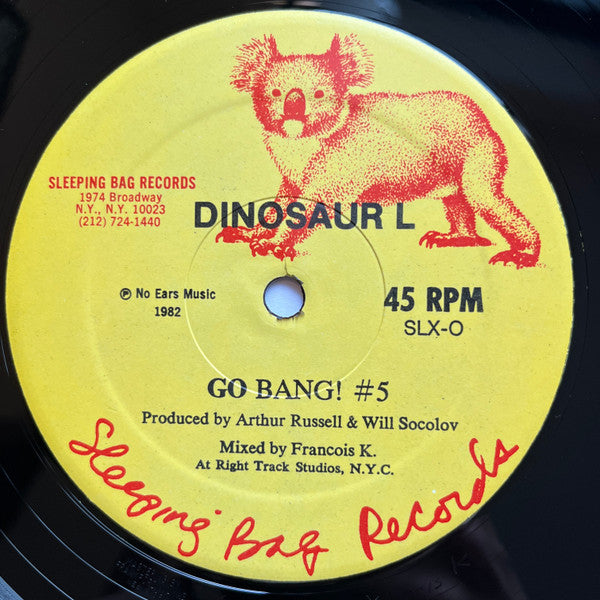 SLEEPING BAG RECORDS
1974 Broadway
N.Y., N.Y. 10023
(212) 724-1440
DINOSAUR L
℗ No Ears Music
1982
45 RPM
SLX-O
GO BANG! #5
Produced by Arthur Russell & Will Socolov
Mixed by Francois K.
At Right Track Studios, N.Y.C.
Sleeping Bag Records